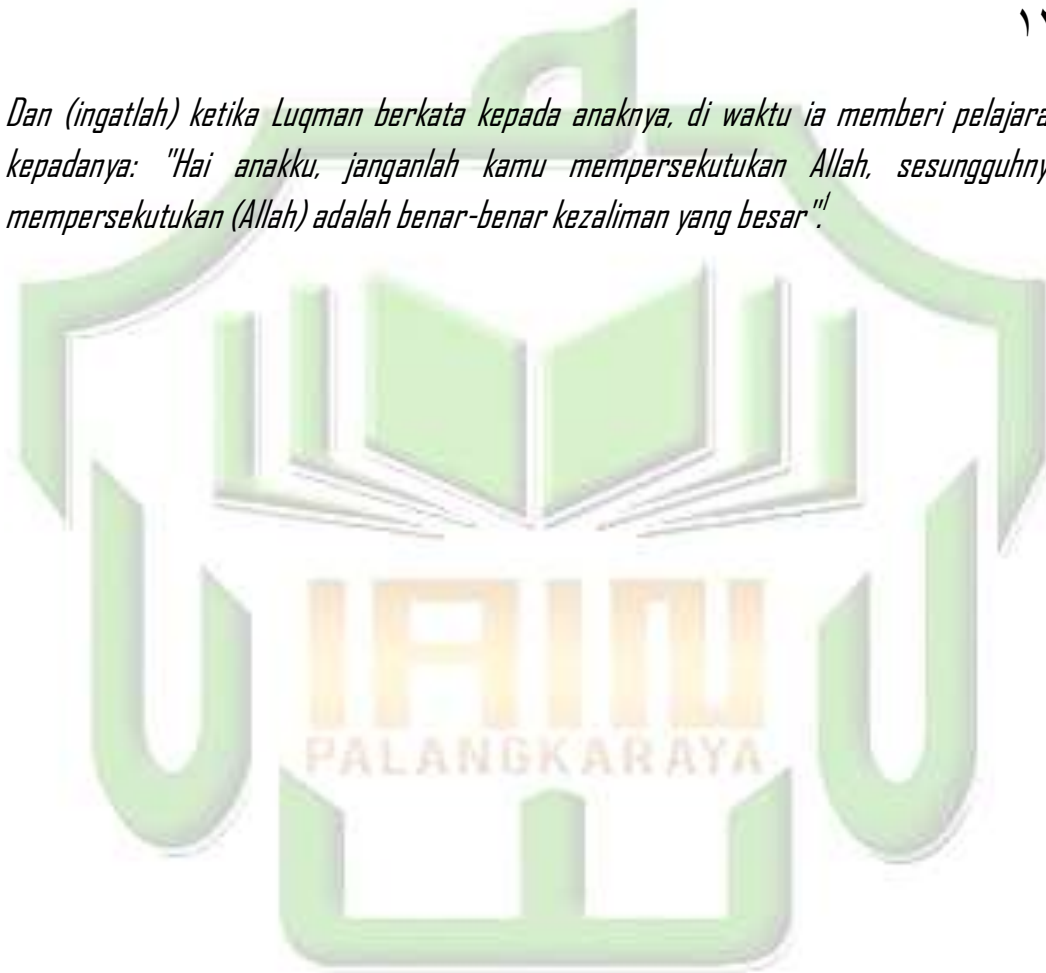 Dan (ingatlah) ketika Luqman berkata kepada anaknya, di waktu ia memberi pelajara
kepadanya: "Hai anakku, janganlah kamu mempersekutukan Allah, sesungguhny
mempersekutukan (Allah) adalah benar-benar kezaliman yang besar".¹
IAIN
PALANGKARAYA